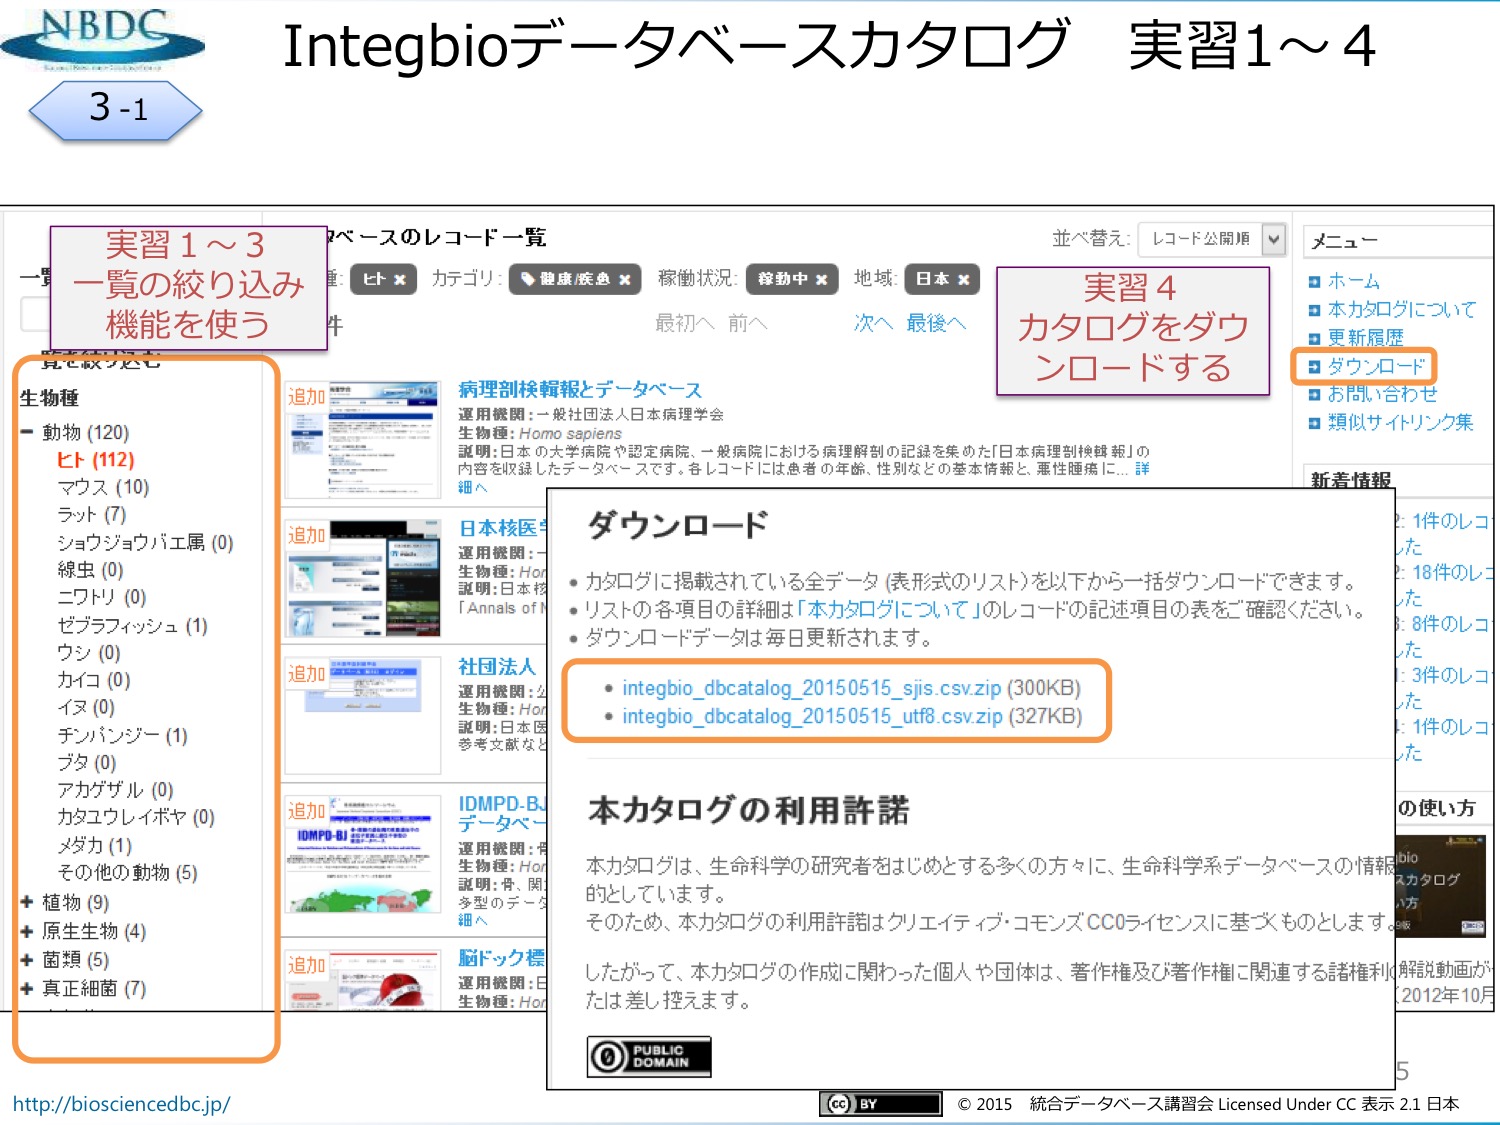 NBDC
Integbioデータベースカタログ　実習1～4
3-1
実習1～3
一覧の絞り込み
機能を使う
ベースのレコード一覧
並べ替え: レコード公開順
ヒト × カテゴリ: 健康/疾患 × 稼働状況: 稼動中 × 地域: 日本 ×
件
最初へ 前へ 次へ 最後へ
実習4
カタログをダウ
ンロードする
メニュー
ホーム
本カタログについて
更新履歴
ダウンロード
お問い合わせ
類似サイトリンク集
新着情報
生物種
− 動物 (120)
ヒト (112)
マウス (10)
ラット (7)
ショウジョウバエ属 (0)
線虫 (0)
ニワトリ (0)
ゼブラフィッシュ (1)
ウシ (0)
カイコ (0)
イヌ (0)
チンパンジー (1)
ブタ (0)
アカゲザル (0)
カタユウレイボヤ (0)
メダカ (1)
その他の動物 (5)
+ 植物 (9)
+ 原生生物 (4)
+ 菌類 (5)
+ 真正細菌 (7)
追加
病理剖検輯報とデータベース
運用機関: 一般社団法人日本病理学会
生物種: Homo sapiens
説明: 日本の大学病院や認定病院、一般病院における病理解剖の記録を集めた「日本病理剖検輯報」の
内容を収録したデータベースです。各レコードには患者の年齢、性別などの基本情報と、悪性腫瘍に... 詳
細へ
追加
日本核医
運用機関: 一
生物種: Hor
説明: 日本核
「Annals of
追加
社団法人
運用機関: 公
生物種: Hor
説明: 日本医
参考文献など
追加
IDMPD-BJ
データベー
運用機関: 骨
生物種: Hor
説明: 骨、関
多型のデータ
細へ
追加
脳ドック標
運用機関: 日
生物種: Hor
ダウンロード
• カタログに掲載されている全データ (表形式のリスト)を以下から一括ダウンロードできます。
• リストの各項目の詳細は「本カタログについて」のレコードの記述項目の表をご確認ください。
• ダウンロードデータは毎日更新されます。
• integbio_dbcatalog_20150515_sjis.csv.zip (300KB)
• integbio_dbcatalog_20150515_utf8.csv.zip (327KB)
本カタログの利用許諾
本カタログは、生命科学の研究者をはじめとする多くの方々に、生命科学系データベースの情報
的としています。
そのため、本カタログの利用許諾はクリエイティブ・コモンズCC0ライセンスに基づくものとします。
したがって、本カタログの作成に関わった個人や団体は、著作権及び著作権に関連する諸権利
たは差し控えます。
PUBLIC
DOMAIN
: 1件のレコ
した
: 18件のレコ
した
: 8件のレコ
した
: 3件のレコ
した
: 1件のレコ
した
の使い方
bio
スカタログ
い方
解説動画が
2012年10月
5
http://biosciencedbc.jp/
CC BY
© 2015　統合データベース講習会 Licensed Under CC 表示 2.1 日本